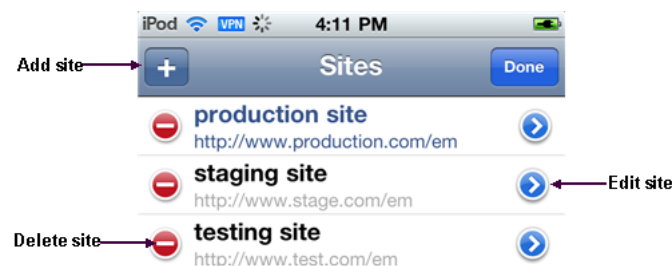 iPod VPN 4:11 PM
Add site + Sites Done
production site
http://www.production.com/em
staging site
http://www.stage.com/em
Edit site
Delete site
testing site
http://www.test.com/em